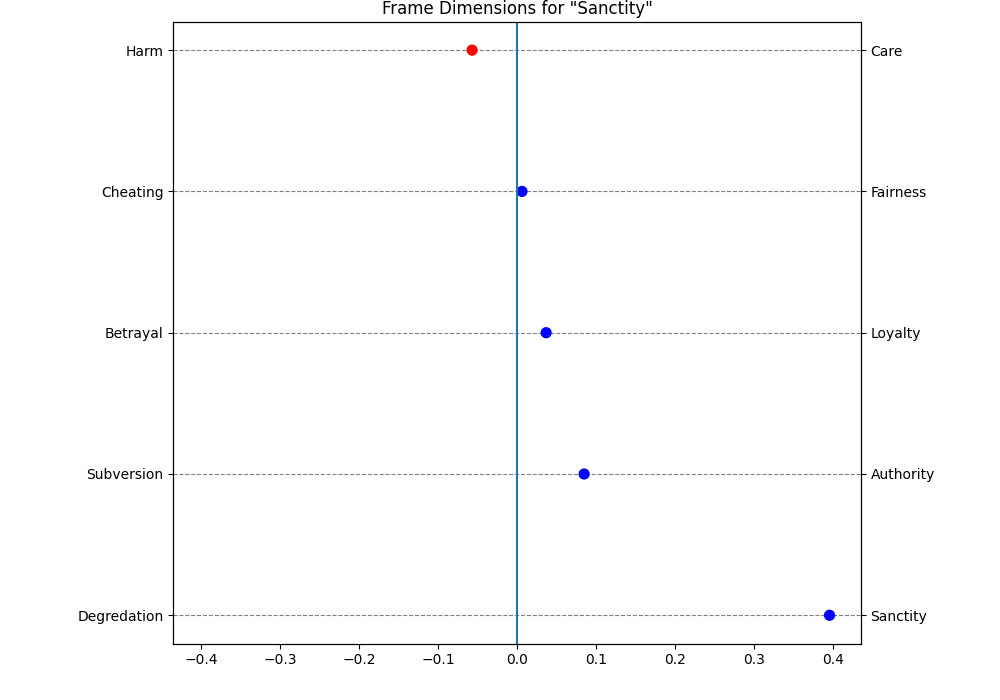 Frame Dimensions for "Sanctity"
Harm Care
Cheating Fairness
Betrayal Loyalty
Subversion Authority
Degredation Sanctity
−0.4 −0.3 −0.2 −0.1 0.0 0.1 0.2 0.3 0.4